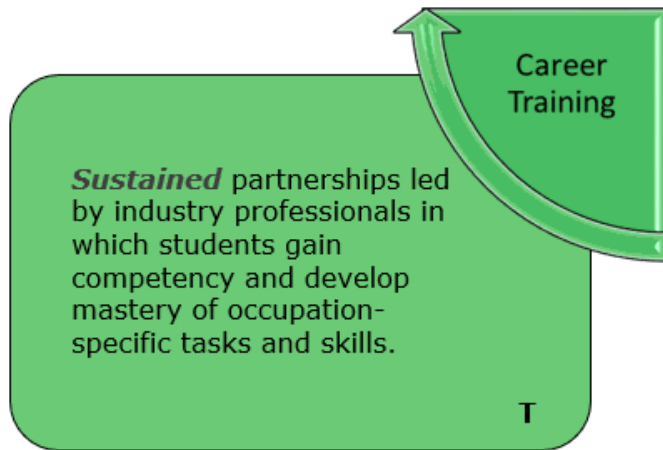 Career
Training
Sustained partnerships led
by industry professionals in
which students gain
competency and develop
mastery of occupation-
specific tasks and skills.
T